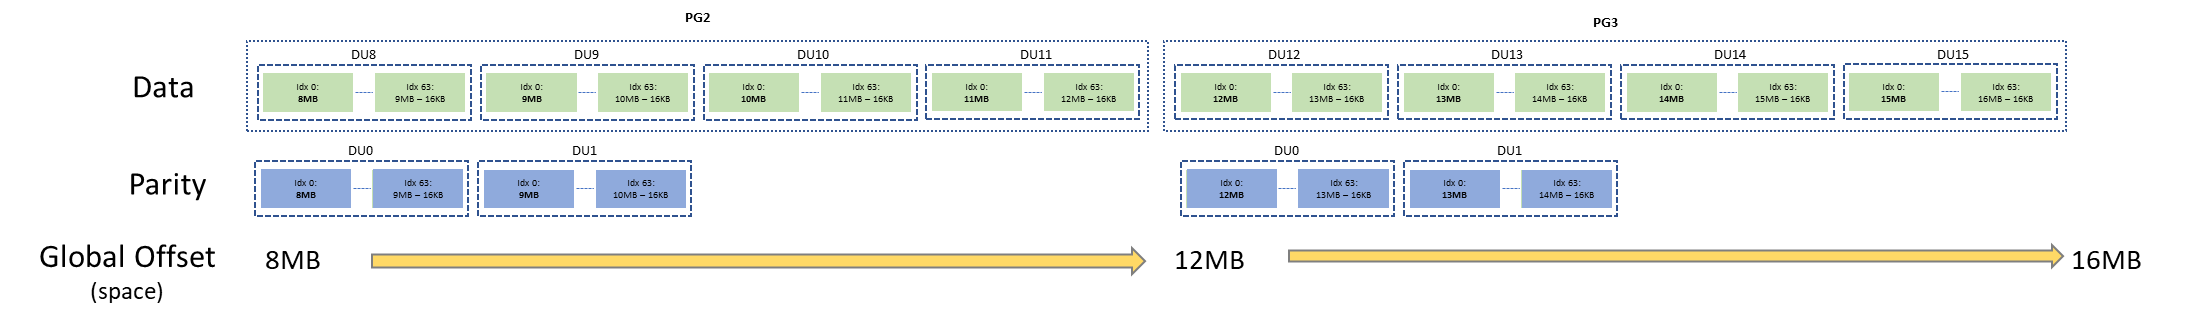 PG2
PG3
DU8
DU9
DU10
DU11
DU12
DU13
DU14
DU15
Data
Idx 0:
8MB
Idx 63:
9MB – 16KB
Idx 0:
9MB
Idx 63:
10MB – 16KB
Idx 0:
10MB
Idx 63:
11MB – 16KB
Idx 0:
11MB
Idx 63:
12MB – 16KB
Idx 0:
12MB
Idx 63:
13MB – 16KB
Idx 0:
13MB
Idx 63:
14MB – 16KB
Idx 0:
14MB
Idx 63:
15MB – 16KB
Idx 0:
15MB
Idx 63:
16MB – 16KB
DU0
DU1
DU0
DU1
Parity
Idx 0:
8MB
Idx 63:
9MB – 16KB
Idx 0:
9MB
Idx 63:
10MB – 16KB
Idx 0:
12MB
Idx 63:
13MB – 16KB
Idx 0:
13MB
Idx 63:
14MB – 16KB
Global Offset
(space)
8MB
12MB
16MB